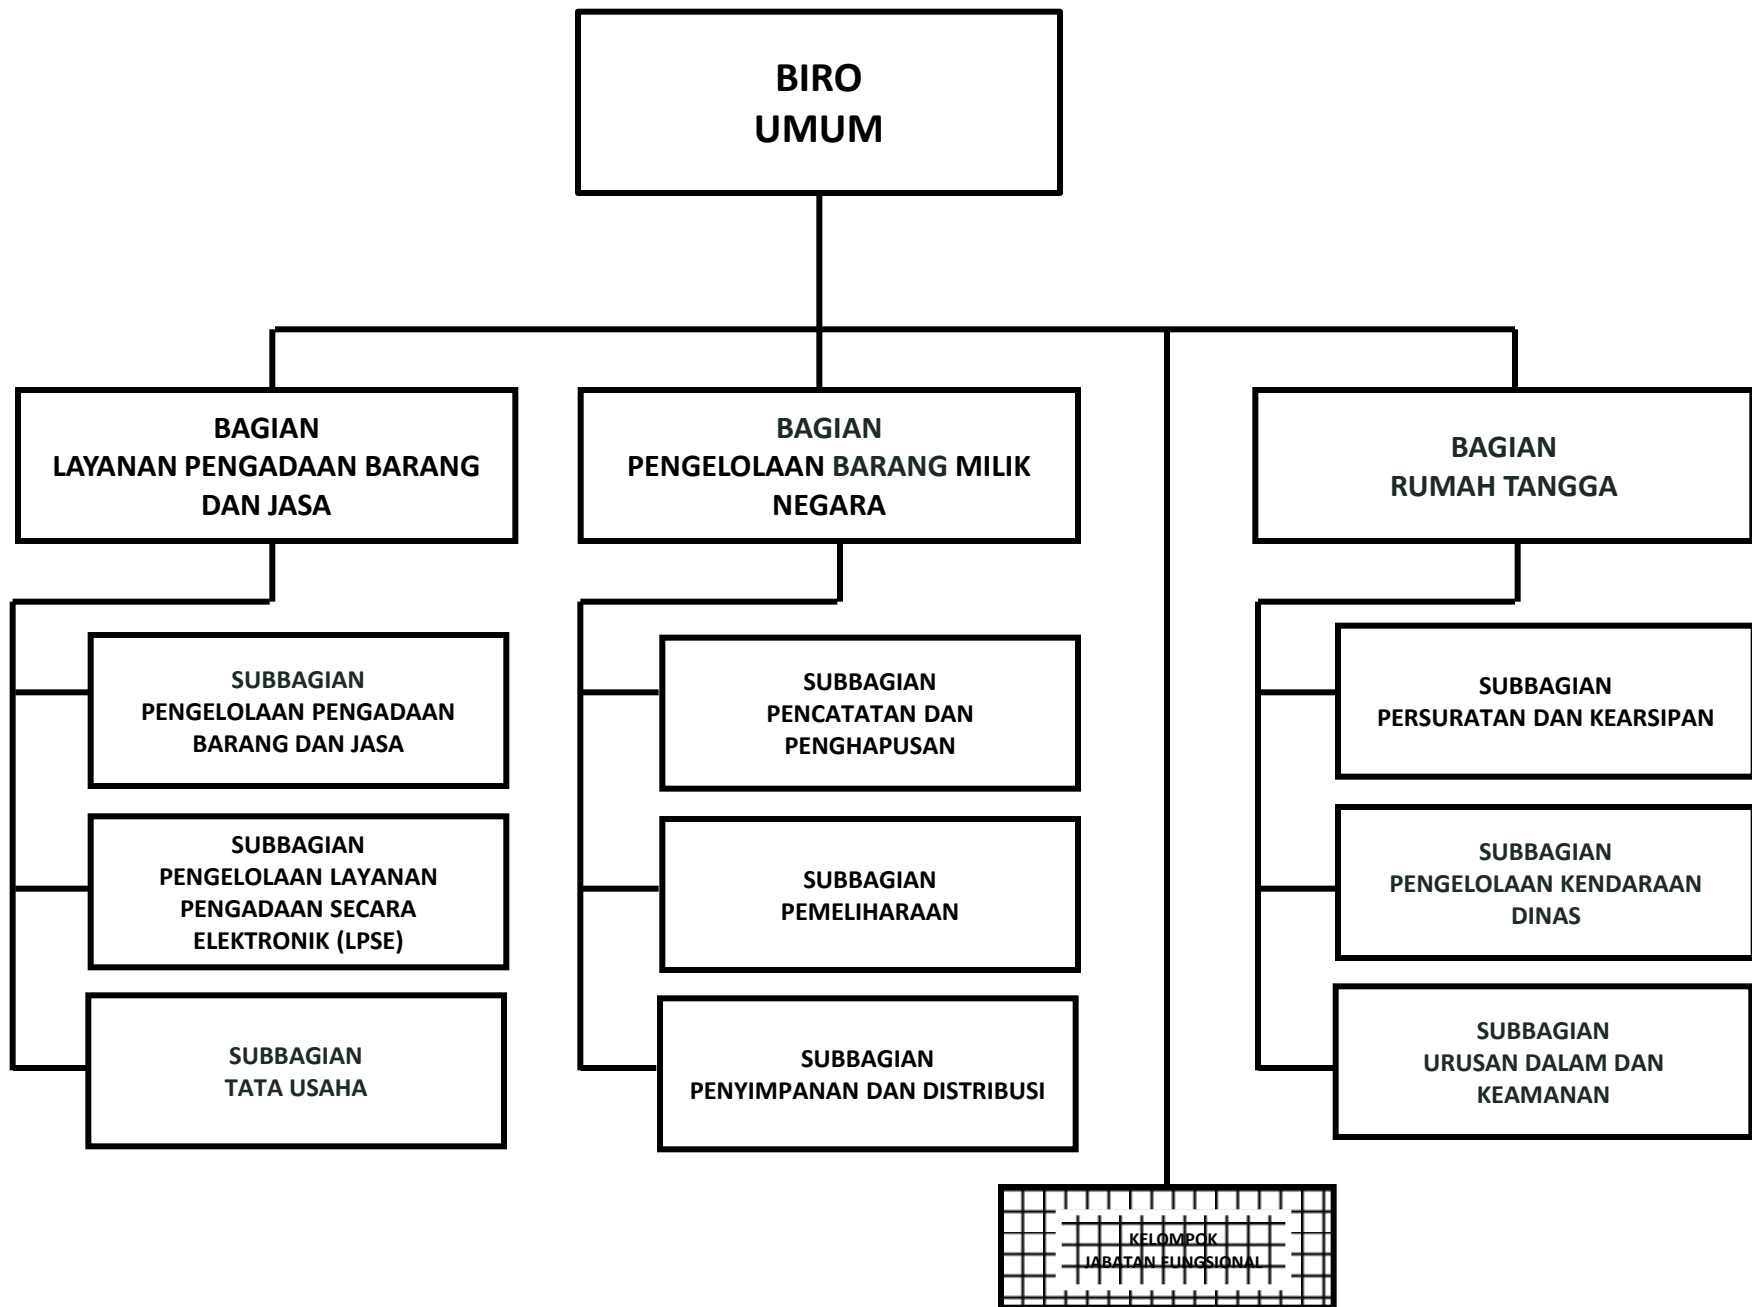 BIRO
UMUM
BAGIAN
LAYANAN PENGADAAN BARANG
DAN JASA
BAGIAN
PENGELOLAAN BARANG MILIK
NEGARA
BAGIAN
RUMAH TANGGA
SUBBAGIAN
PENGELOLAAN PENGADAAN
BARANG DAN JASA
SUBBAGIAN
PENGELOLAAN LAYANAN
PENGADAAN SECARA
ELEKTRONIK (LPSE)
SUBBAGIAN
TATA USAHA
SUBBAGIAN
PENCATATAN DAN
PENGHAPUSAN
SUBBAGIAN
PEMELIHARAAN
SUBBAGIAN
PENYIMPANAN DAN DISTRIBUSI
SUBBAGIAN
PERSURATAN DAN KEARSIPAN
SUBBAGIAN
PENGELOLAAN KENDARAAN
DINAS
SUBBAGIAN
URUSAN DALAM DAN
KEAMANAN
KELOMPOK
JABATAN FUNGSIONAL